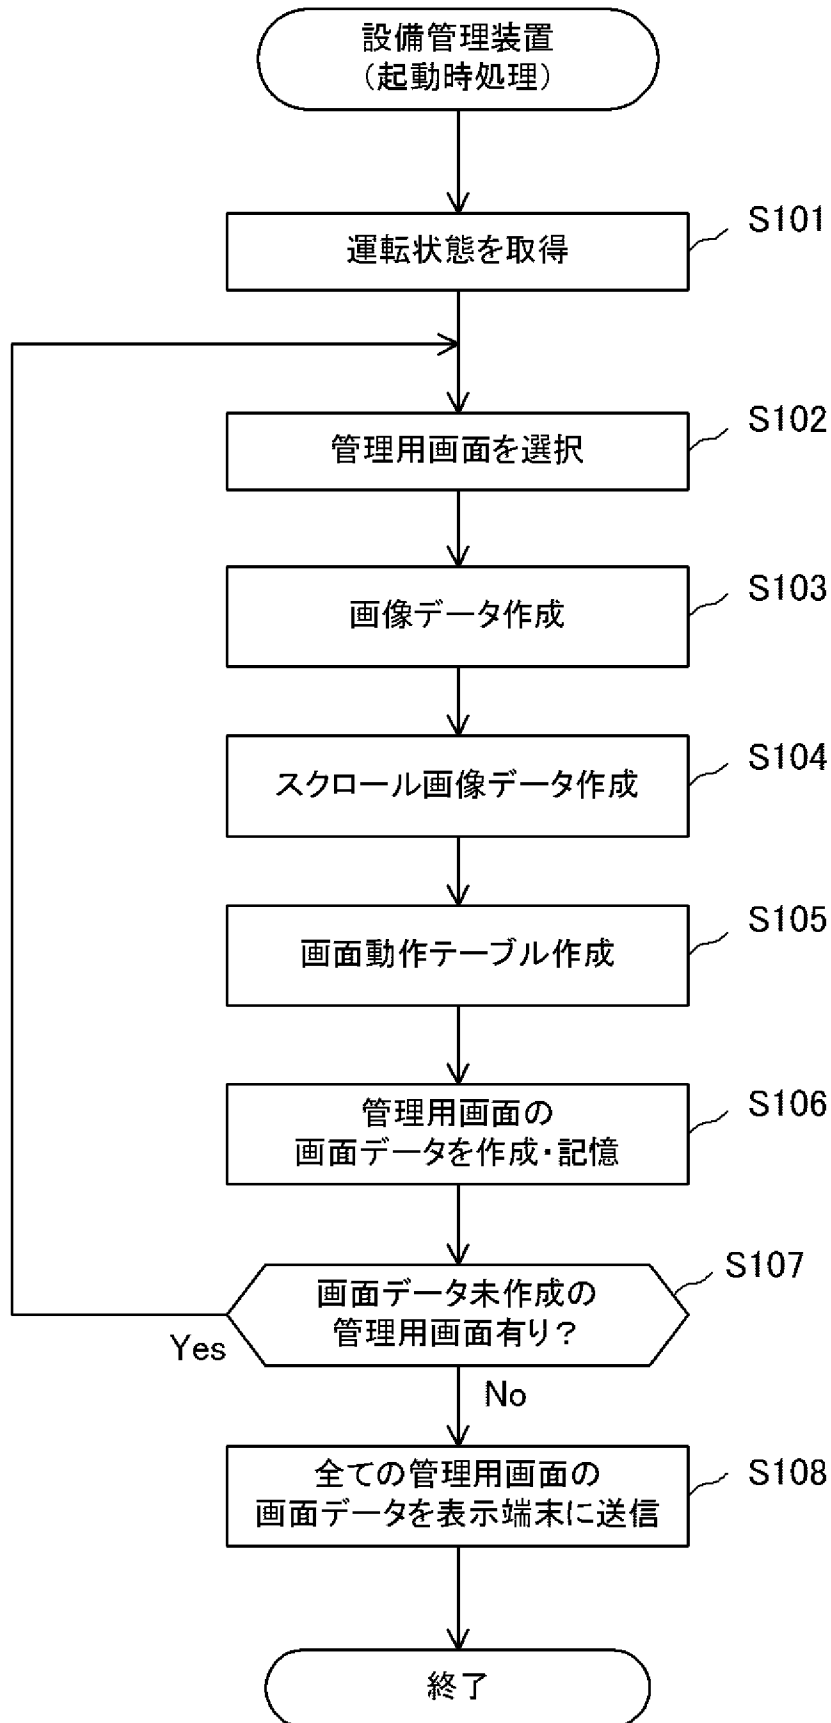 設備管理装置
(起動時処理)
S101
運転状態を取得
S102
管理用画面を選択
S103
画像データ作成
S104
スクロール画像データ作成
S105
画面動作テーブル作成
S106
管理用画面の
画面データを作成・記憶
S107
画面データ未作成の
管理用画面有り?
Yes
No
S108
全ての管理用画面の
画面データを表示端末に送信
終了